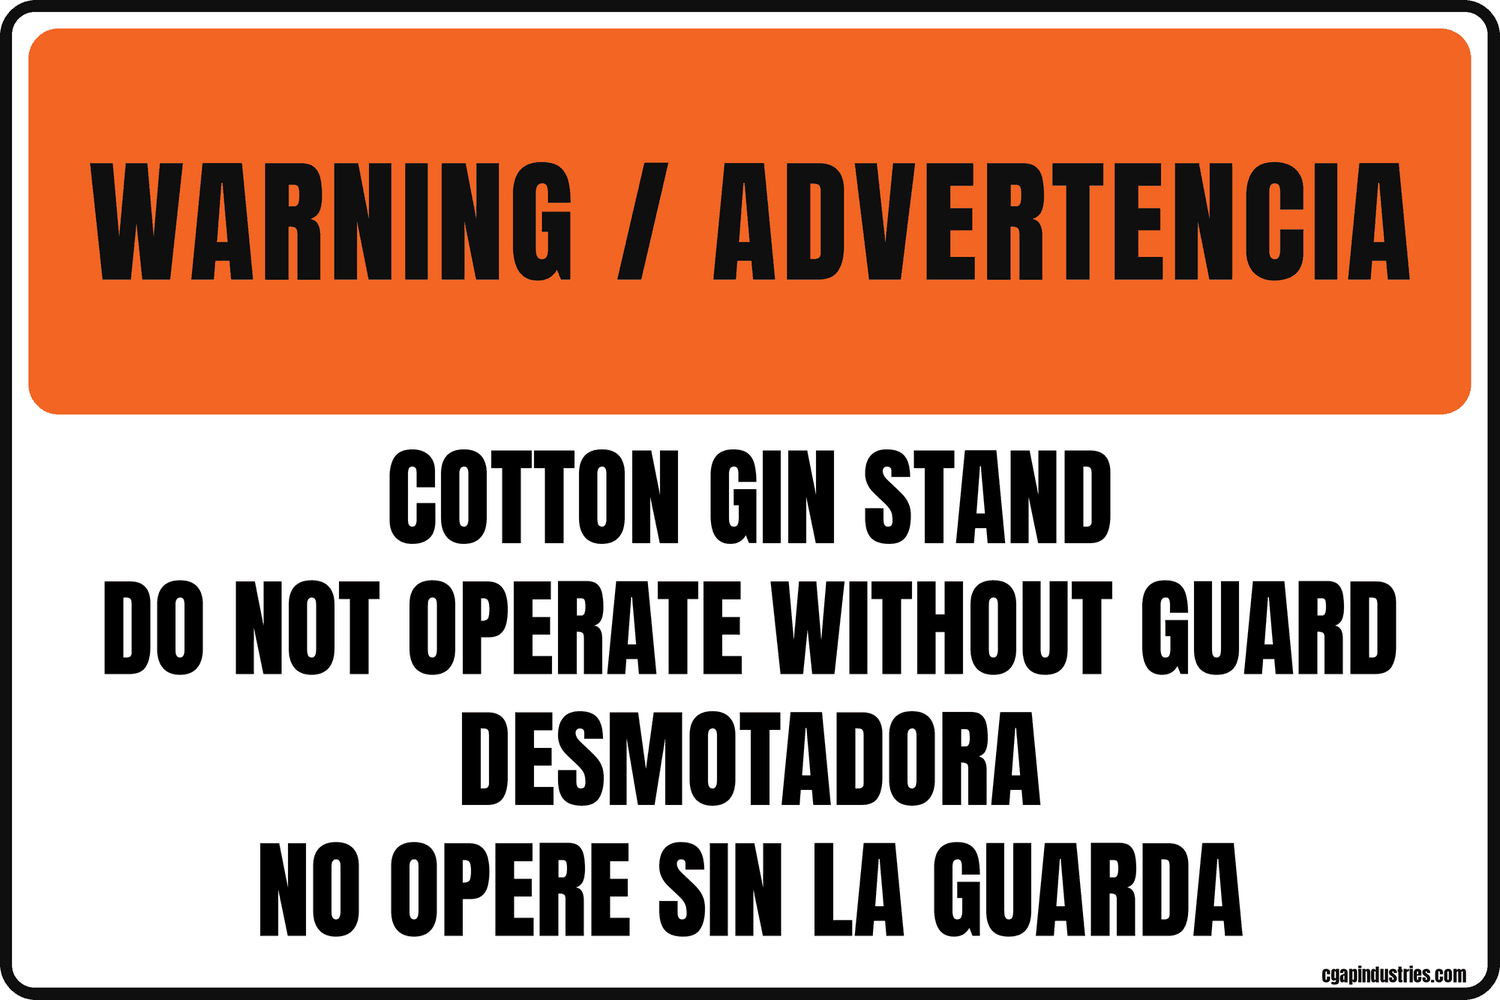 WARNING / ADVERTENCIA
COTTON GIN STAND
DO NOT OPERATE WITHOUT GUARD
DESMOTADORA
NO OPERE SIN LA GUARDA
cgapindustries.com